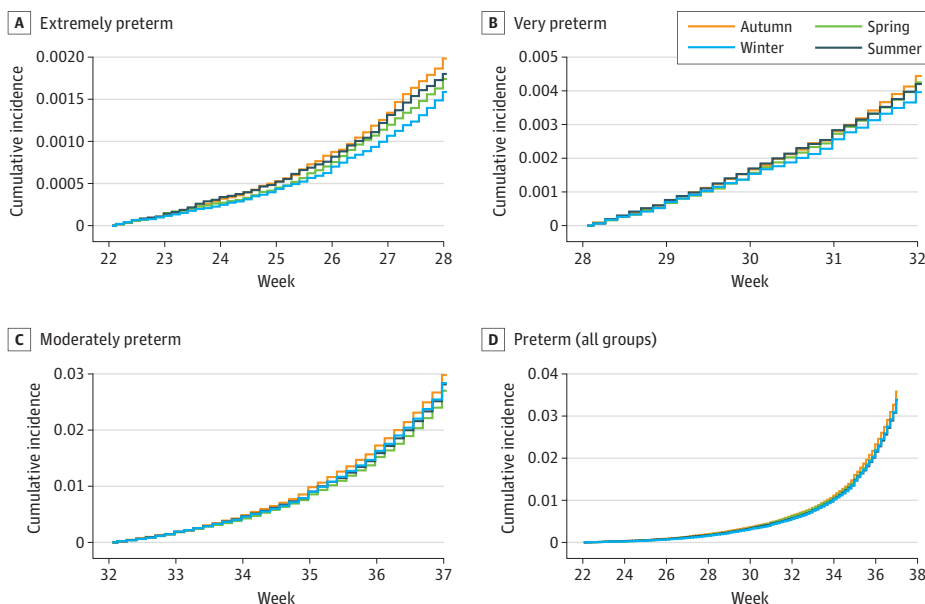 A Extremely preterm
0.0020
0.0015
0.0010
0.0005
0
Cumulative incidence
22 23 24 25 26 27 28
Week
B Very preterm
Autumn Spring
Winter Summer
0.005
0.004
0.003
0.002
0.001
0
Cumulative incidence
28 29 30 31 32
Week
C Moderately preterm
0.03
0.02
0.01
0
Cumulative incidence
32 33 34 35 36 37
Week
D Preterm (all groups)
0.04
0.03
0.02
0.01
0
Cumulative incidence
22 24 26 28 30 32 34 36 38
Week